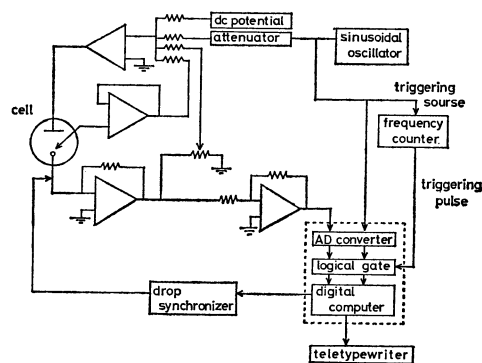 dc potential
attenuator
sinusoidal
oscillator
cell
triggering
sourse
frequency
counter.
triggering
pulse
AD converter
logical gate
digital
computer
drop
synchronizer
teletypewriter